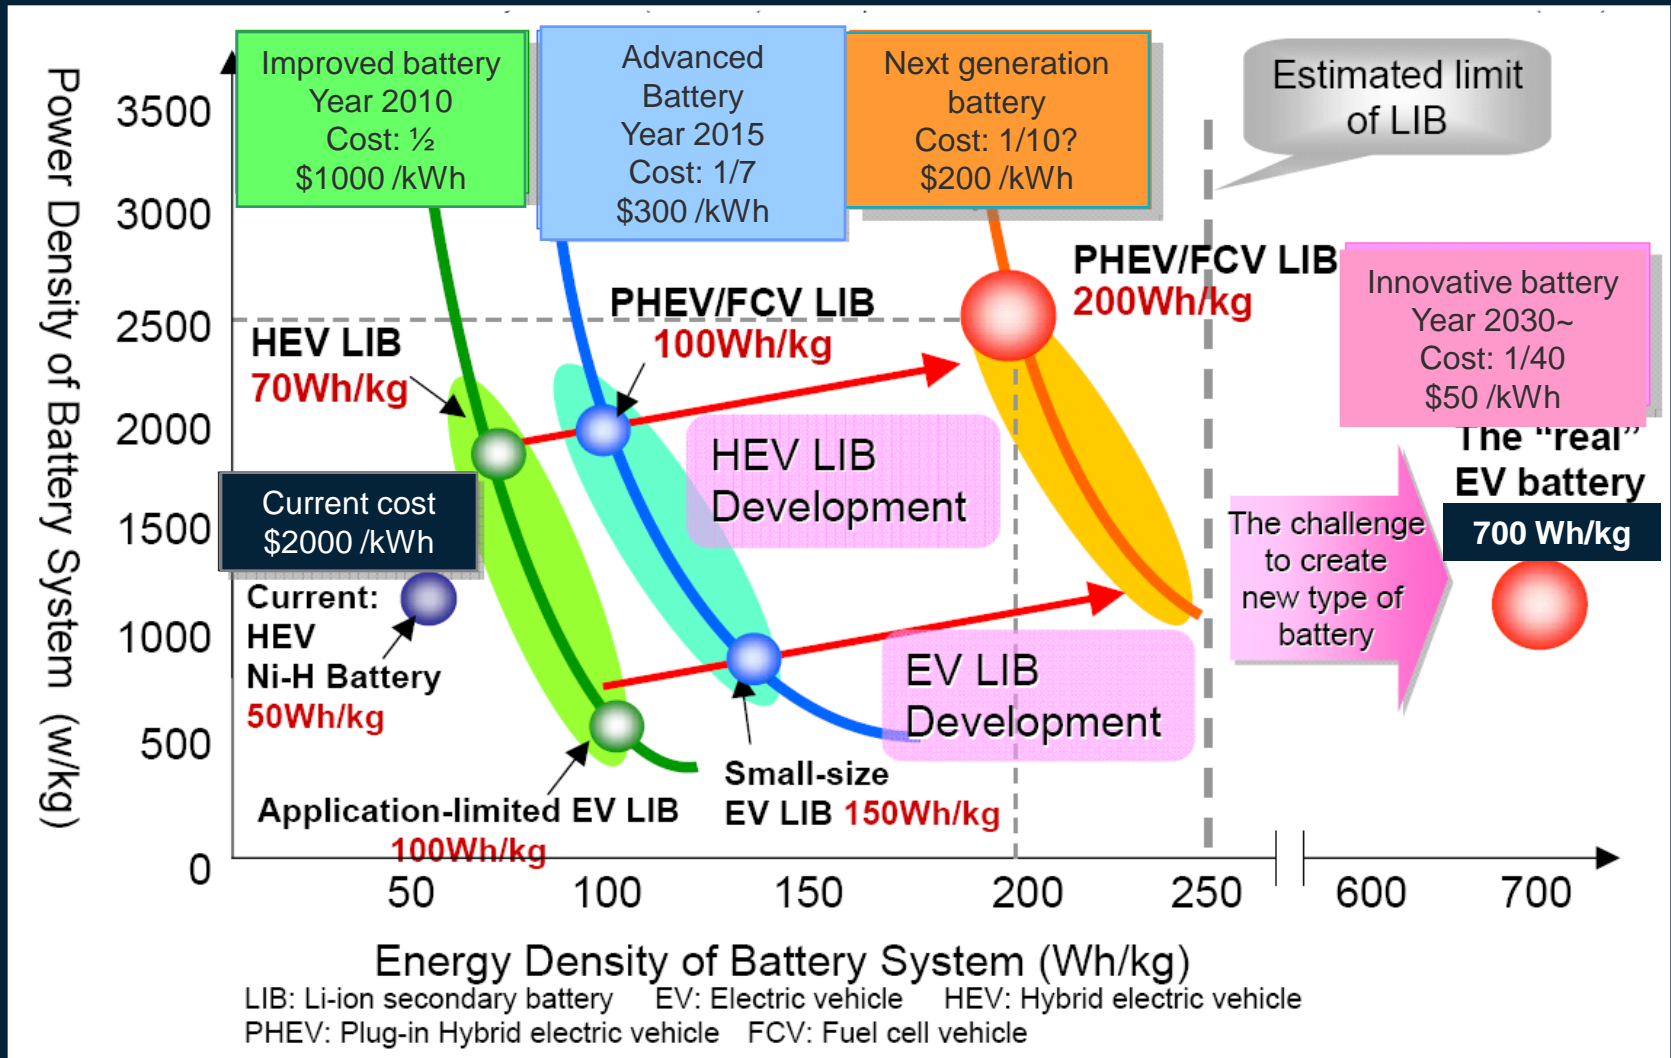 Improved battery
Year 2010
Cost: ½
$1000 /kWh
Advanced
Battery
Year 2015
Cost: 1/7
$300 /kWh
Next generation
battery
Cost: 1/10?
$200 /kWh
Estimated limit
of LIB
Power Density of Battery System (w/kg)
3500
3000
2500
2000
1500
1000
500
0
HEV LIB
70Wh/kg
PHEV/FCV LIB
100Wh/kg
PHEV/FCV LIB
200Wh/kg
Innovative battery
Year 2030~
Cost: 1/40
$50 /kWh
The “real”
EV battery
700 Wh/kg
HEV LIB
Development
Current cost
$2000 /kWh
The challenge
to create
new type of
battery
Current:
HEV
Ni-H Battery
50Wh/kg
EV LIB
Development
Small-size
EV LIB 150Wh/kg
Application-limited EV LIB
100Wh/kg
50 100 150 200 250 600 700
Energy Density of Battery System (Wh/kg)
LIB: Li-ion secondary battery EV: Electric vehicle HEV: Hybrid electric vehicle
PHEV: Plug-in Hybrid electric vehicle FCV: Fuel cell vehicle